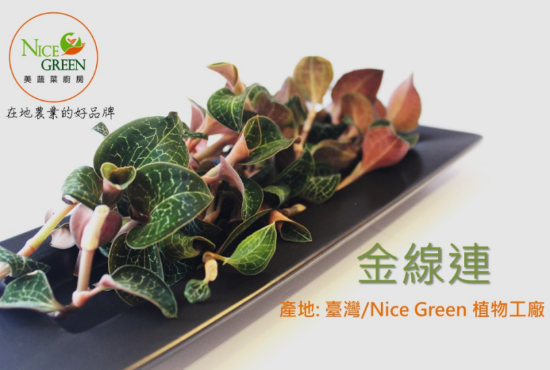 NICE
GREEN
美蔬菜廚房
在地農業的好品牌
金線連
產地: 臺灣/Nice Green 植物工廠